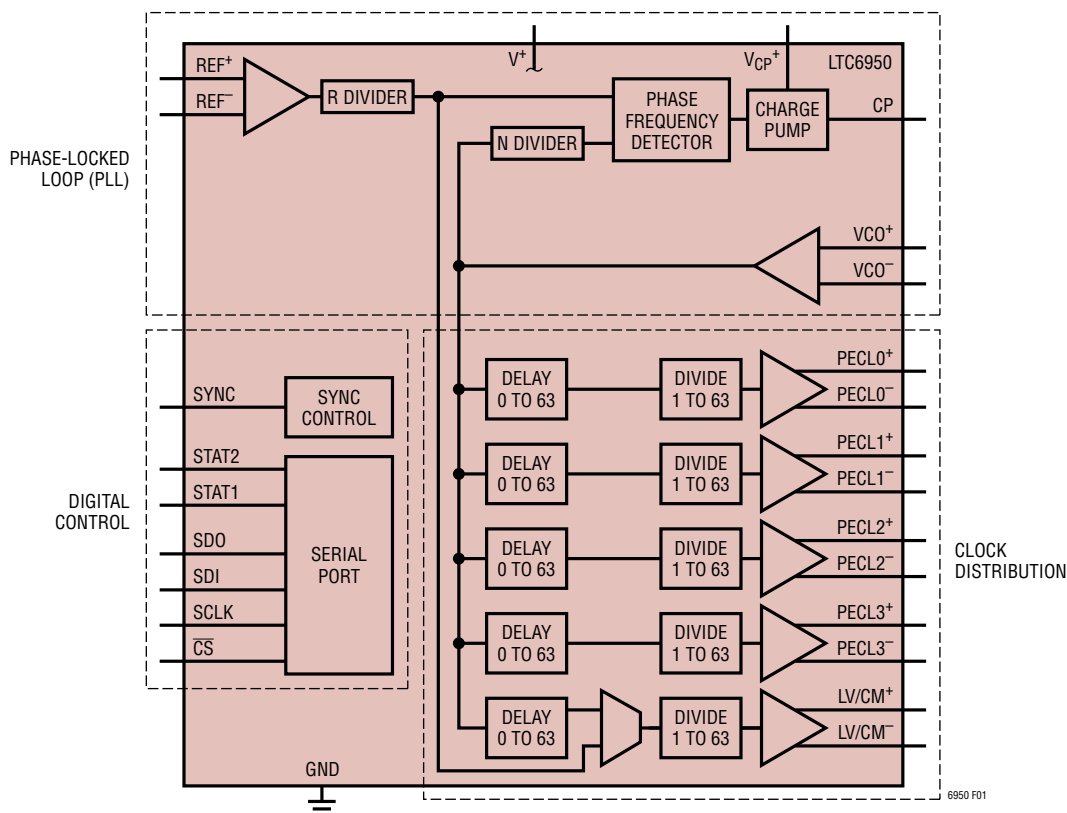 V⁺
V_CP⁺
LTC6950
REF⁺
REF⁻
R DIVIDER
PHASE
FREQUENCY
DETECTOR
CHARGE
PUMP
CP
N DIVIDER
PHASE-LOCKED
LOOP (PLL)
VCO⁺
VCO⁻
SYNC
SYNC
CONTROL
STAT2
STAT1
SDO
SDI
SCLK
C̅S̅
SERIAL
PORT
DIGITAL
CONTROL
GND
DELAY
0 TO 63
DIVIDE
1 TO 63
PECL0⁺
PECL0⁻
DELAY
0 TO 63
DIVIDE
1 TO 63
PECL1⁺
PECL1⁻
DELAY
0 TO 63
DIVIDE
1 TO 63
PECL2⁺
PECL2⁻
DELAY
0 TO 63
DIVIDE
1 TO 63
PECL3⁺
PECL3⁻
DELAY
0 TO 63
DIVIDE
1 TO 63
LV/CM⁺
LV/CM⁻
CLOCK
DISTRIBUTION
6950 F01